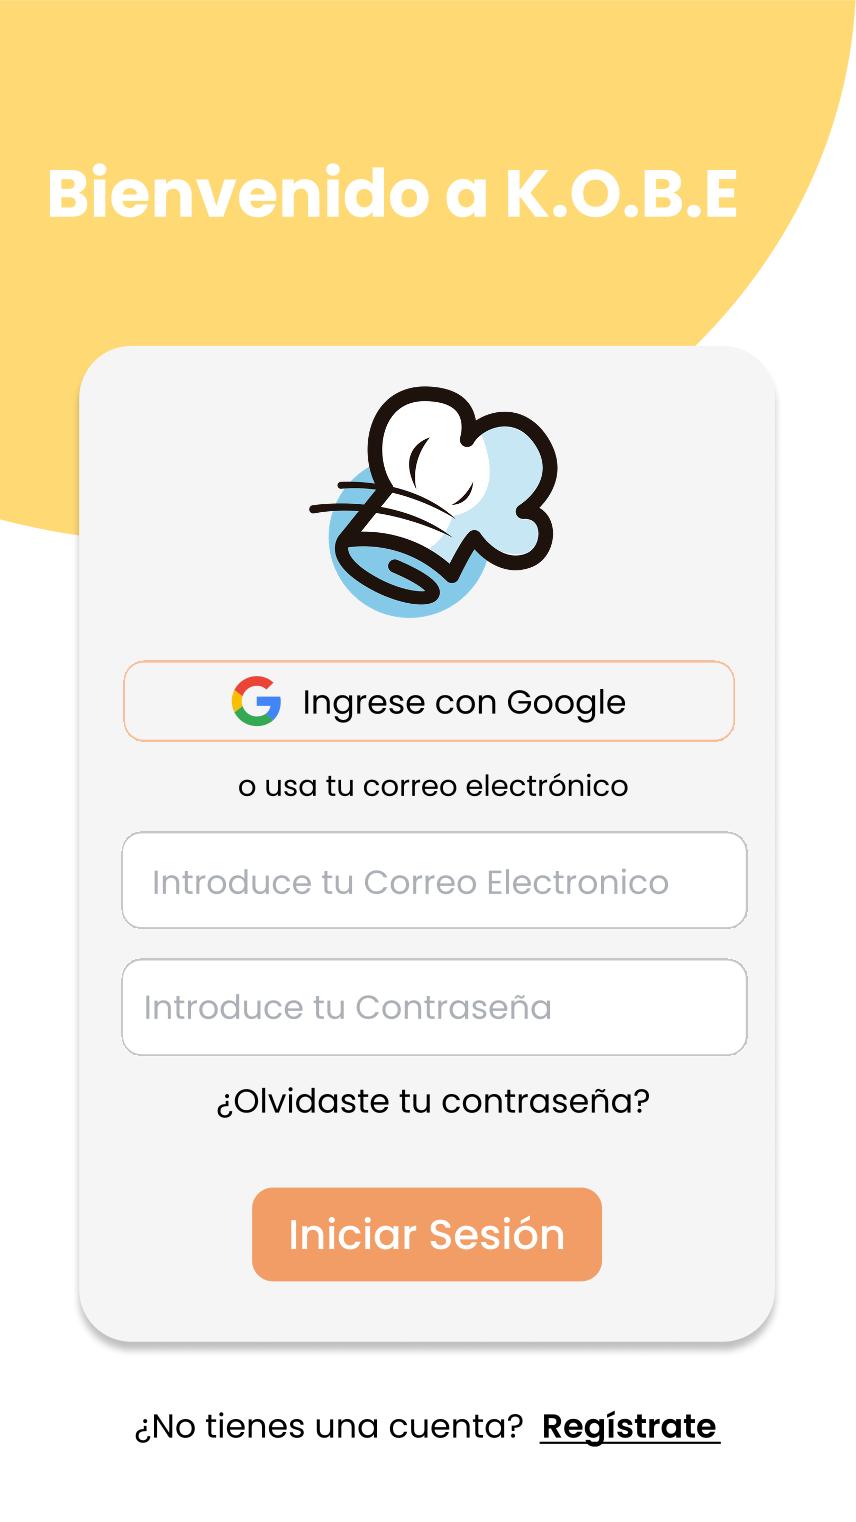 Bienvenido a K.O.B.E
Ingrese con Google
o usa tu correo electrónico
Introduce tu Correo Electronico
Introduce tu Contraseña
¿Olvidaste tu contraseña?
Iniciar Sesión
¿No tienes una cuenta? Regístrate